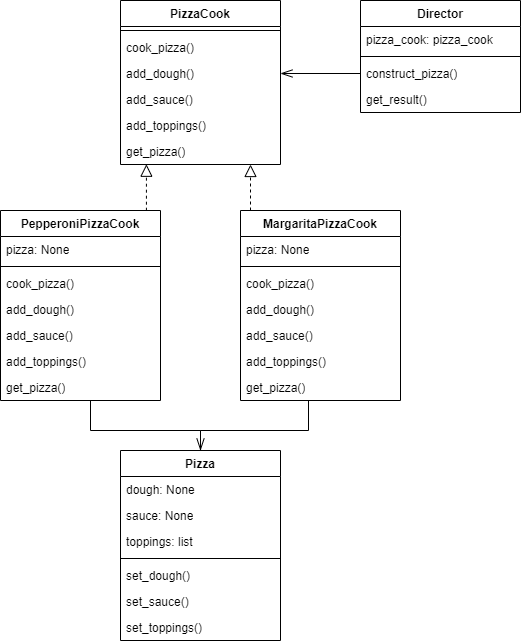 PizzaCook
cook_pizza()
add_dough()
add_sauce()
add_toppings()
get_pizza()
Director
pizza_cook: pizza_cook
construct_pizza()
get_result()
PepperoniPizzaCook
pizza: None
cook_pizza()
add_dough()
add_sauce()
add_toppings()
get_pizza()
MargaritaPizzaCook
pizza: None
cook_pizza()
add_dough()
add_sauce()
add_toppings()
get_pizza()
Pizza
dough: None
sauce: None
toppings: list
set_dough()
set_sauce()
set_toppings()